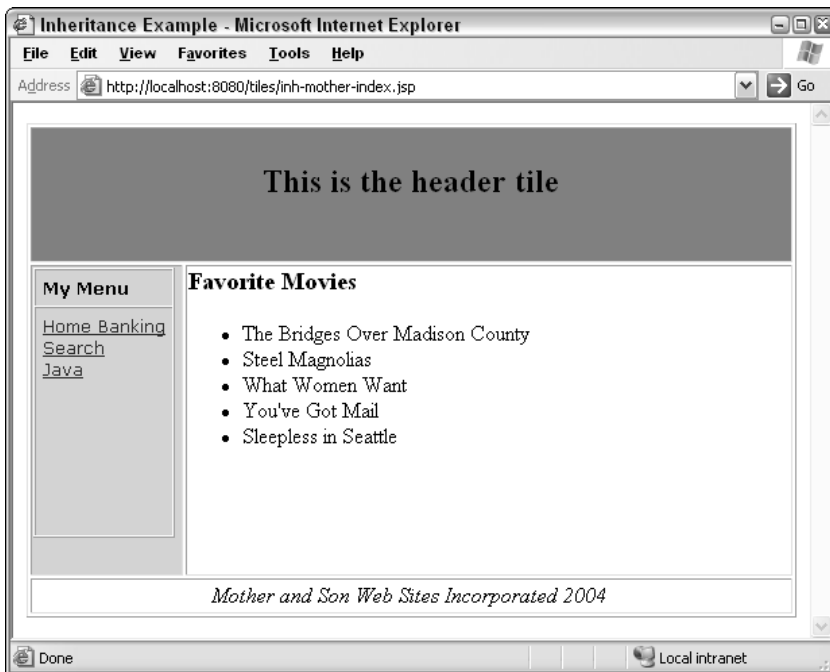 Inheritance Example - Microsoft Internet Explorer
File Edit View Favorites Tools Help
Address http://localhost:8080/tiles/inh-mother-index.jsp Go
This is the header tile
My Menu
Home Banking
Search
Java
Favorite Movies
• The Bridges Over Madison County
• Steel Magnolias
• What Women Want
• You've Got Mail
• Sleepless in Seattle
Mother and Son Web Sites Incorporated 2004
Done Local intranet